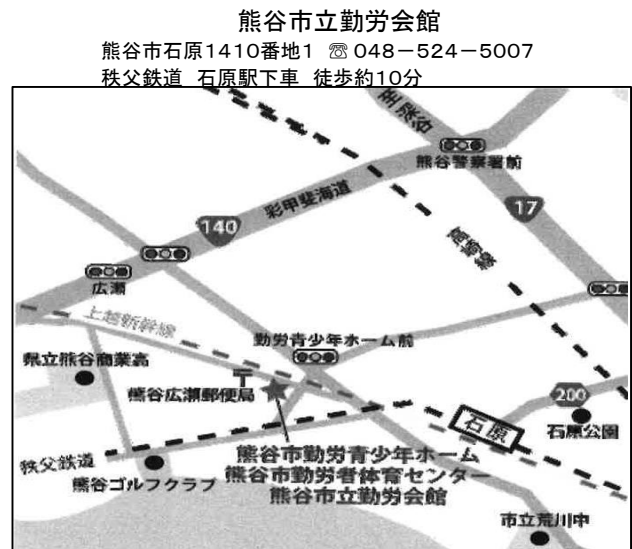 熊谷市立勤労会館
熊谷市石原1410番地1 ☏ 048－524－5007
秩父鉄道 石原駅下車 徒歩約10分
至深谷
熊谷警察署前
17
彩甲斐海道
140
高崎線
広瀬
上越新幹線
勤労青少年ホーム前
県立熊谷商業高
熊谷広瀬郵便局
200
石原
石原公園
秩父鉄道
熊谷ゴルフクラブ
熊谷市勤労青少年ホーム
熊谷市勤労者体育センター
熊谷市立勤労会館
市立荒川中